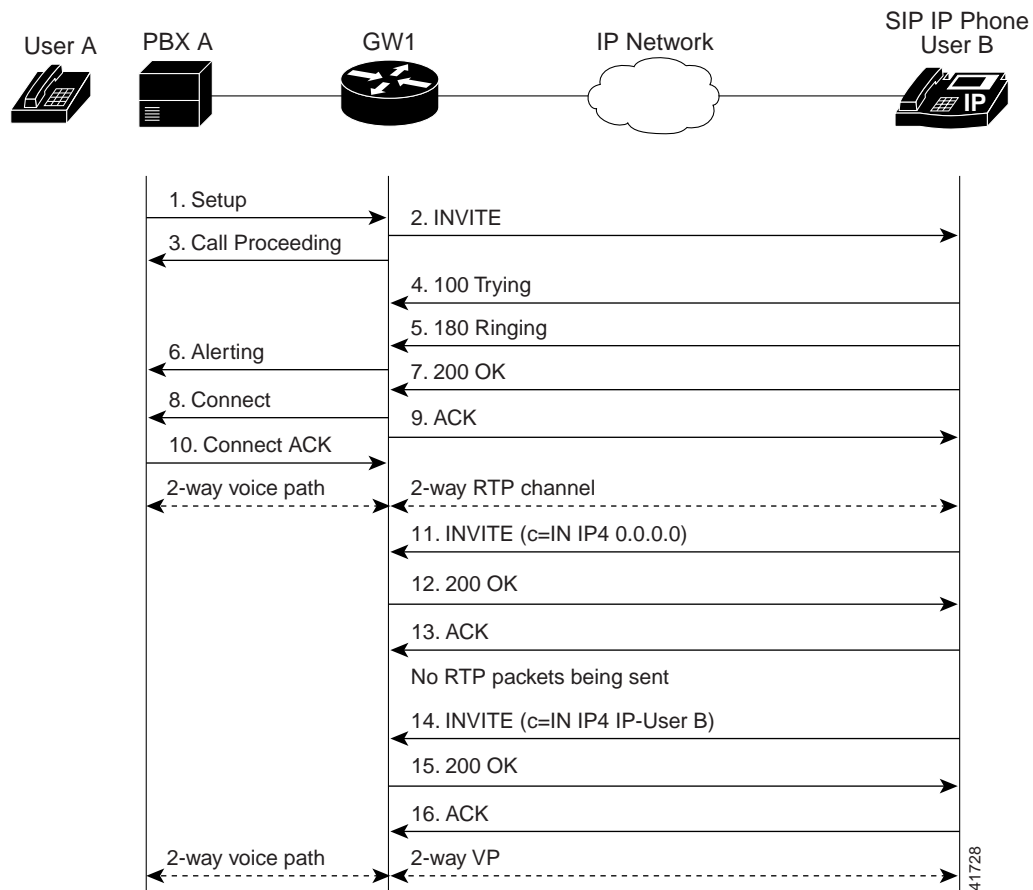 User A
PBX A
GW1
IP Network
SIP IP Phone
User B
IP
1. Setup
2. INVITE
3. Call Proceeding
4. 100 Trying
5. 180 Ringing
6. Alerting
7. 200 OK
8. Connect
9. ACK
10. Connect ACK
2-way voice path
2-way RTP channel
11. INVITE (c=IN IP4 0.0.0.0)
12. 200 OK
13. ACK
No RTP packets being sent
14. INVITE (c=IN IP4 IP-User B)
15. 200 OK
16. ACK
2-way voice path
2-way VP
41728